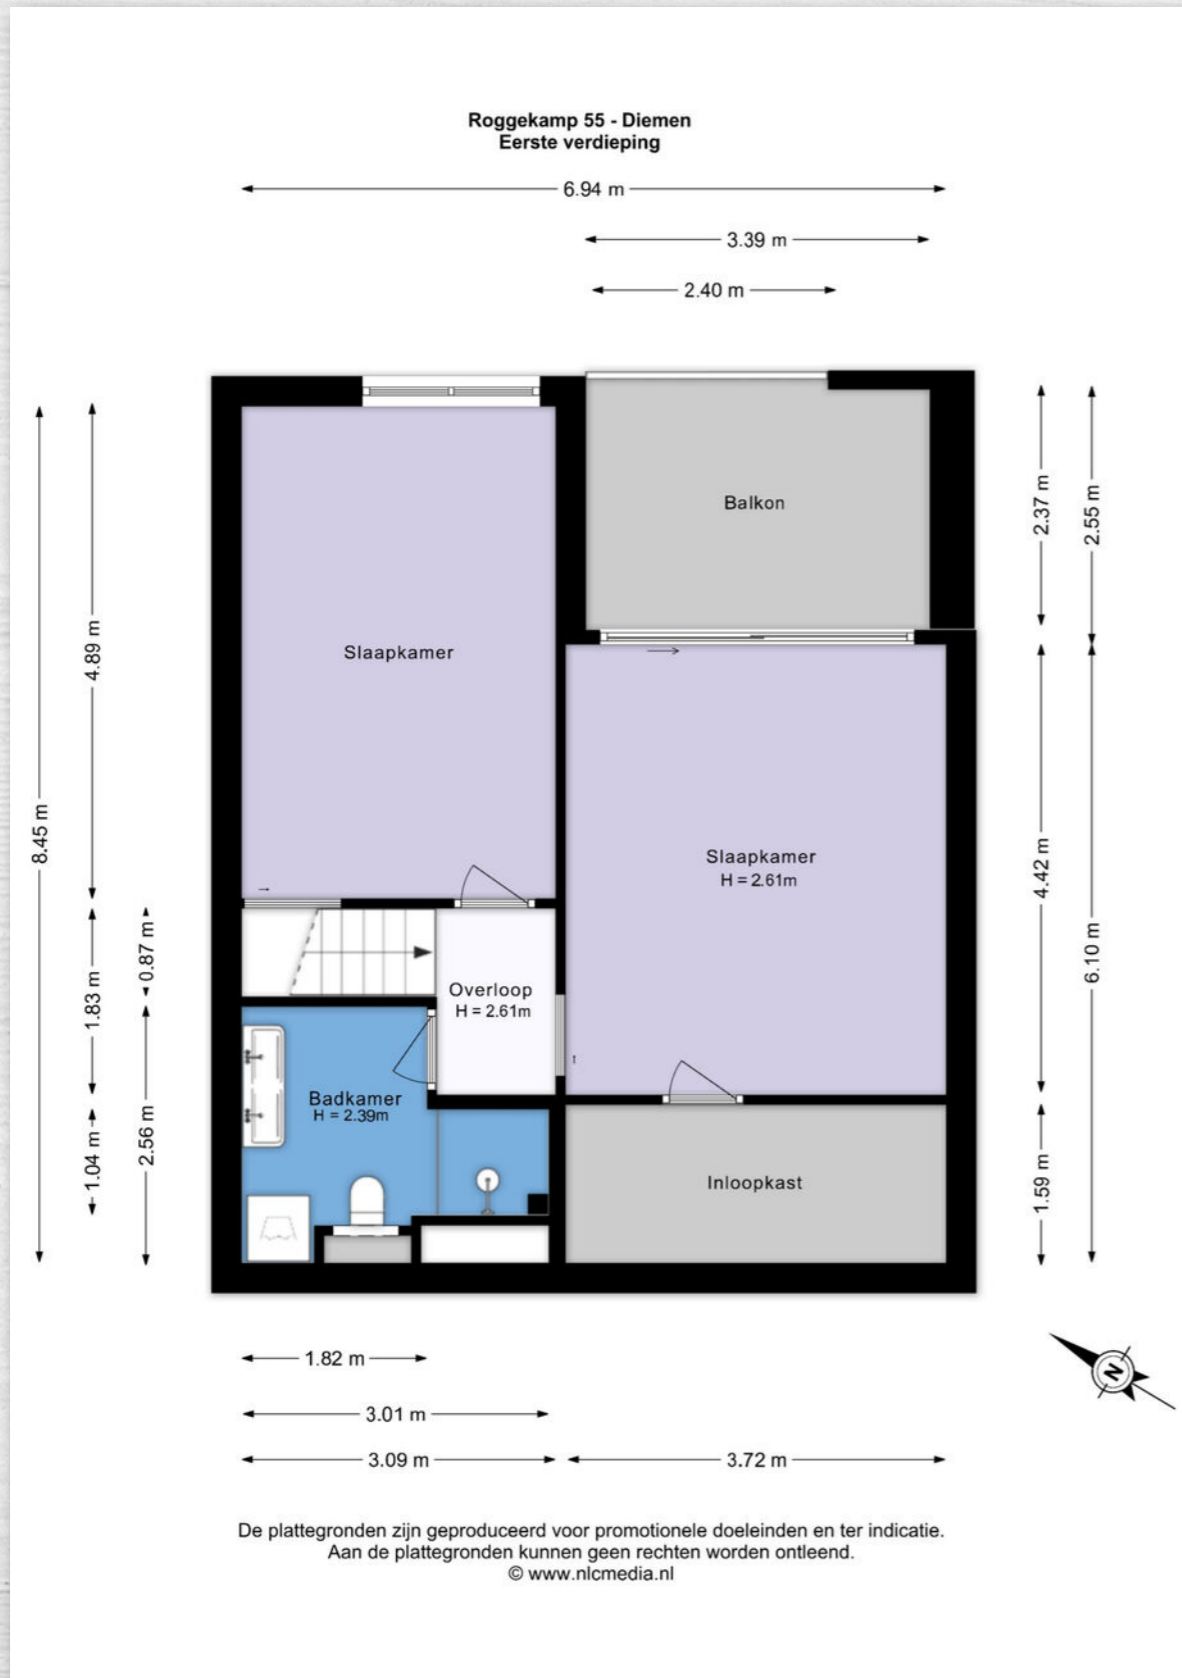 Roggekamp 55 - Diemen
Eerste verdieping
6.94 m
3.39 m
2.40 m
Balkon
2.37 m
2.55 m
Slaapkamer
4.89 m
8.45 m
Slaapkamer
H = 2.61m
4.42 m
6.10 m
0.87 m
1.83 m
Overloop
H = 2.61m
Badkamer
H = 2.39m
1.04 m
2.56 m
Inloopkast
1.59 m
N
1.82 m
3.01 m
3.09 m
3.72 m
De plattegronden zijn geproduceerd voor promotionele doeleinden en ter indicatie.
Aan de plattegronden kunnen geen rechten worden ontleend.
© www.nlcmedia.nl